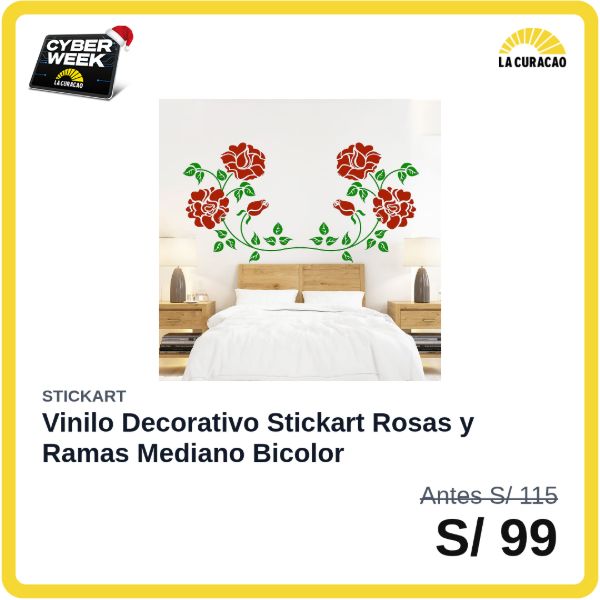 CYBER
WEEK
LA CURACAO
LA CURACAO
STICKART
Vinilo Decorativo Stickart Rosas y
Ramas Mediano Bicolor
Antes S/ 115
S/ 99